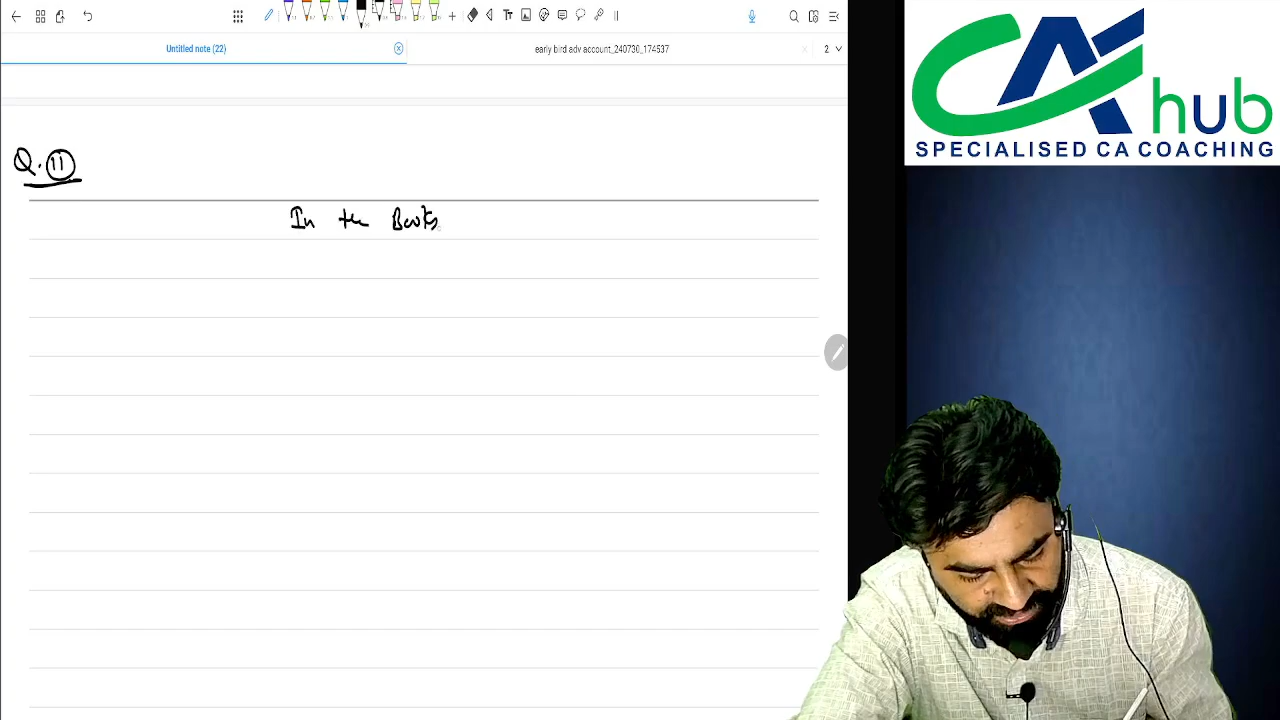 Untitled note (22)
early bird adv account_240730_174537
2
Q. 11
In the Books
CA hub
SPECIALISED CA COACHING